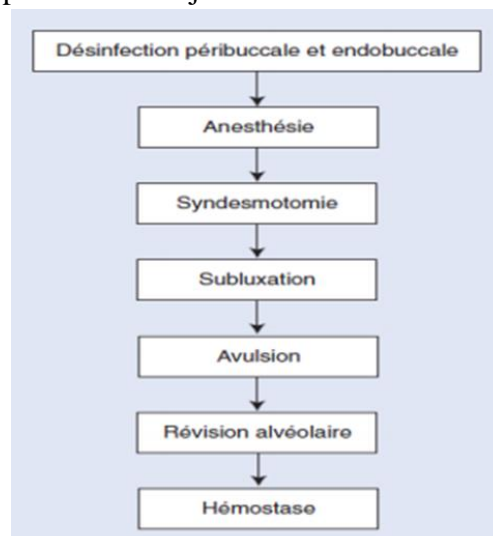 Désinfection péribuccale et endobuccale
Anesthésie
Syndesmotomie
Subluxation
Avulsion
Révision alvéolaire
Hémostase